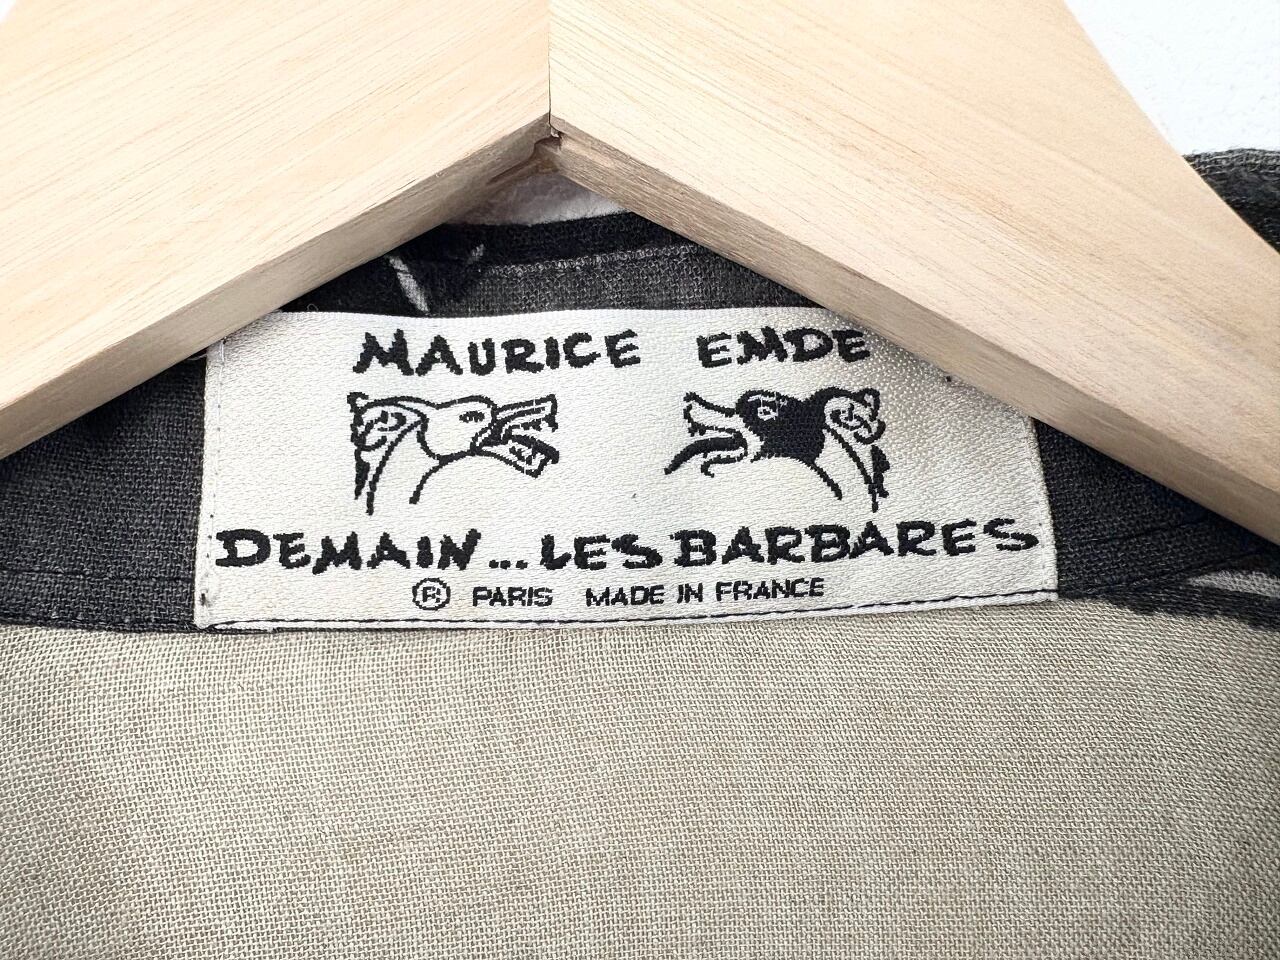 MAURICE EMDE
DEMAIN...LES BARBARES
® PARIS MADE IN FRANCE